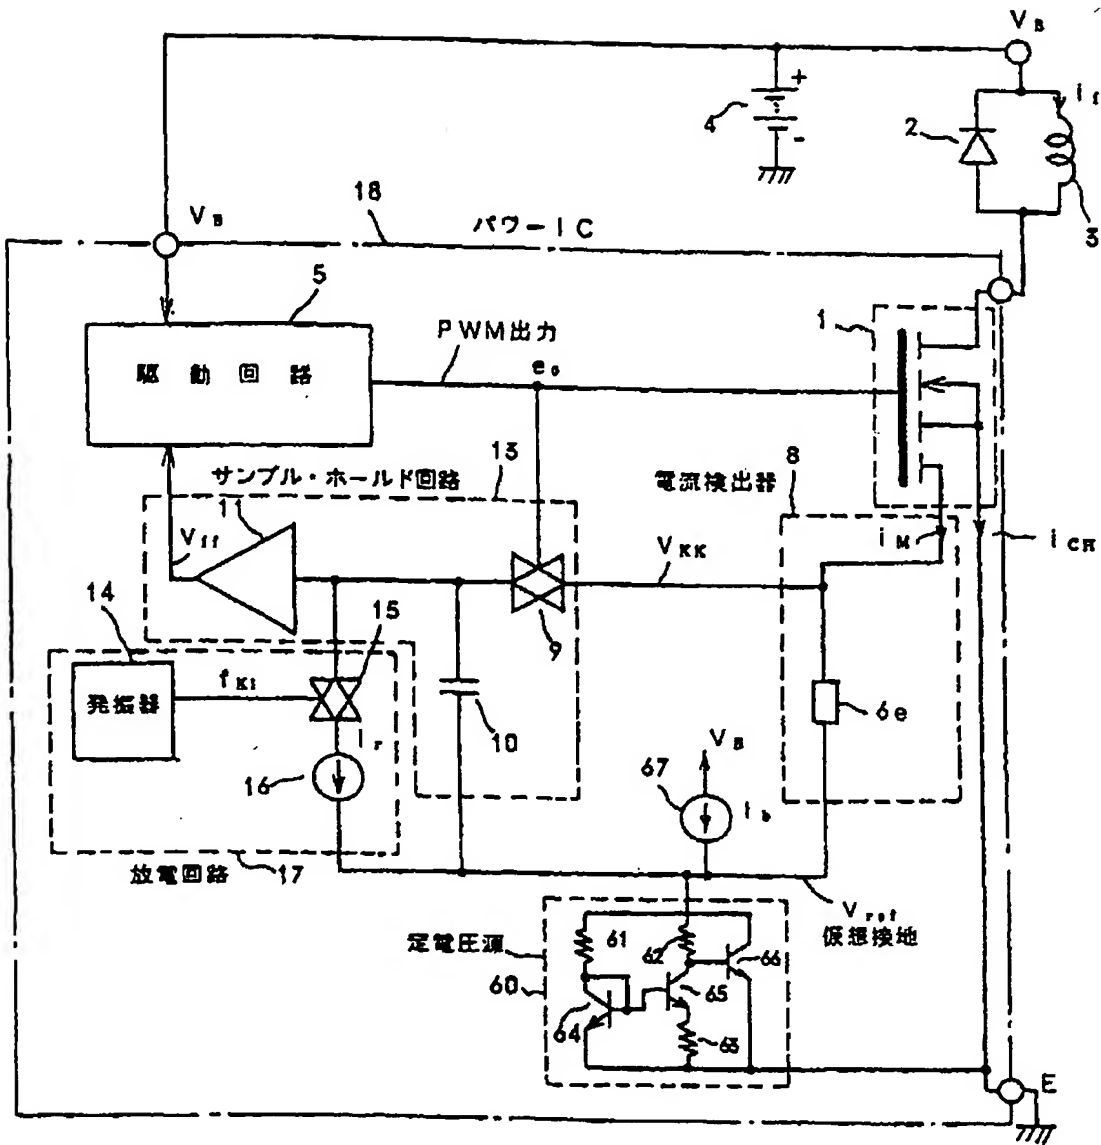 V_B
+
4
-
2
i_f
3
18
V_B
パワーIC
5
1
PWM出力
駆動回路
e_o
13
8
サンプル・ホールド回路
電流検出器
11
V_ff
i_M
i_CH
V_KK
14
15
9
f_K1
発振器
6e
10
I_r
V_B
16
67
i_b
放電回路
17
V_ref
仮想接地
定電圧源
61
62
66
60
65
64
63
E